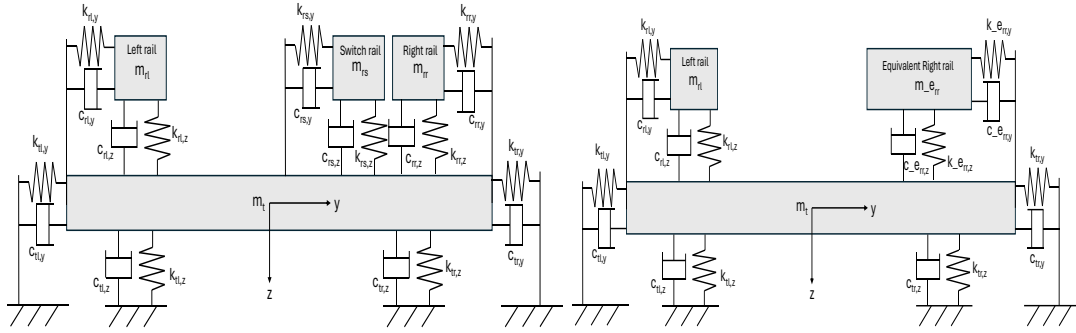 k_rl,y
k_rs,y
k_rr,y
Left rail
m_rl
Switch rail
m_rs
Right rail
m_rr
c_rl,y
c_rs,y
c_rr,y
c_rl,z
k_rl,z
c_rs,z
k_rs,z
c_rr,z
k_rr,z
k_tl,y
k_tr,y
m_t
y
c_tl,y
c_tr,y
c_tl,z
k_tl,z
c_tr,z
k_tr,z
z
k_rl,y
k_e_rr,y
Left rail
m_rl
Equivalent Right rail
m_e_rr
c_rl,y
c_e_rr,y
c_rl,z
k_rl,z
c_e_rr,z
k_e_rr,z
k_tl,y
k_tr,y
m_t
y
c_tl,y
c_tr,y
c_tl,z
k_tl,z
c_tr,z
k_tr,z
z